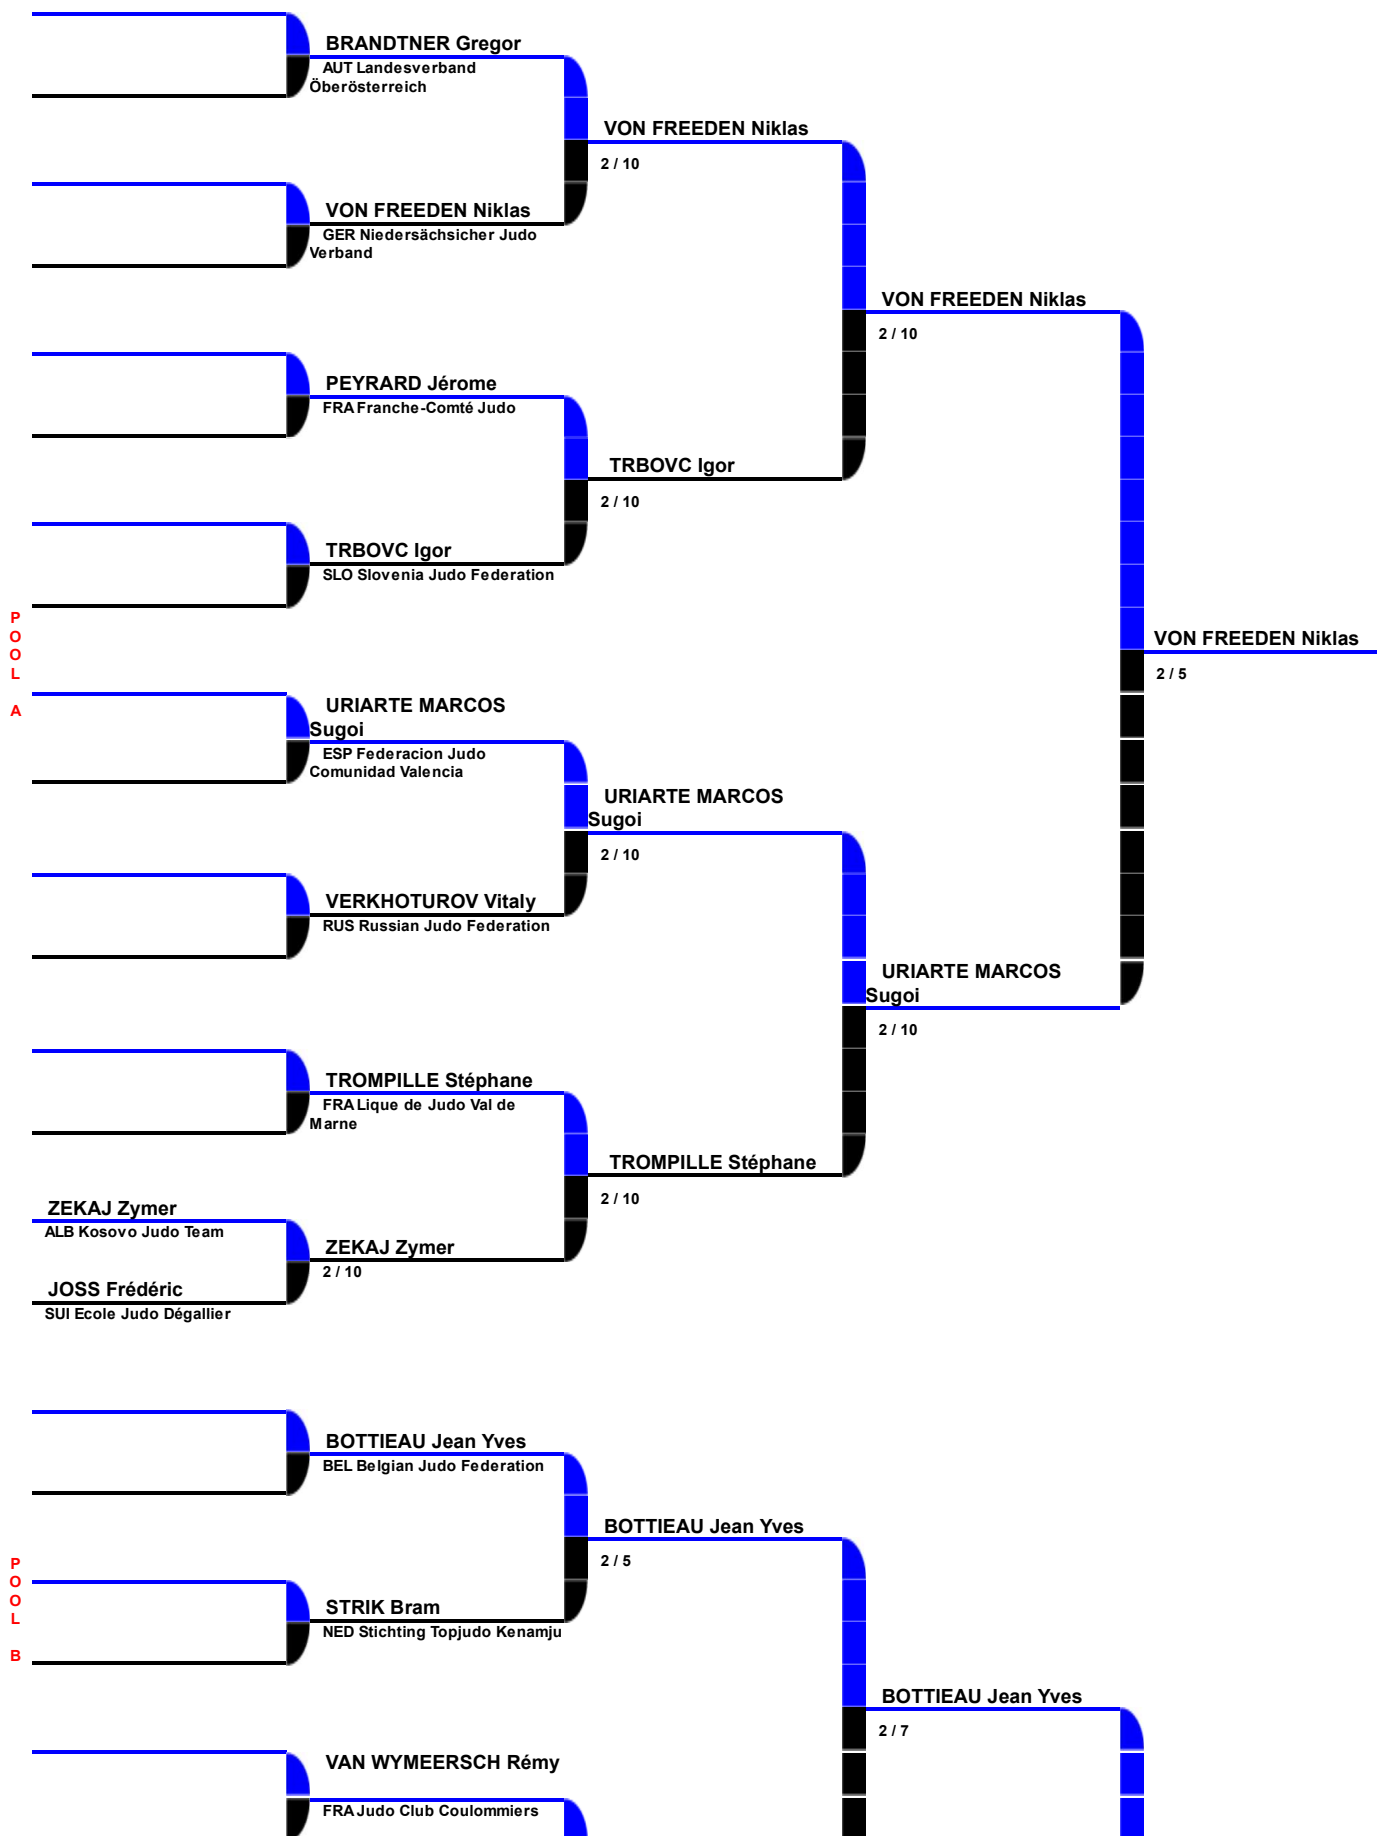 BRANDTNER Gregor
AUT Landesverband
Öberösterreich
VON FREEDEN Niklas
2 / 10
VON FREEDEN Niklas
GER Niedersächsicher Judo
Verband
VON FREEDEN Niklas
2 / 10
PEYRARD Jérome
FRA Franche-Comté Judo
TRBOVC Igor
2 / 10
TRBOVC Igor
SLO Slovenia Judo Federation
POOL A
VON FREEDEN Niklas
2 / 5
URIARTE MARCOS
Sugoi
ESP Federacion Judo
Comunidad Valencia
URIARTE MARCOS
Sugoi
2 / 10
VERKHOTUROV Vitaly
RUS Russian Judo Federation
URIARTE MARCOS
Sugoi
2 / 10
TROMPILLE Stéphane
FRA Lique de Judo Val de
Marne
TROMPILLE Stéphane
2 / 10
ZEKAJ Zymer
ALB Kosovo Judo Team
ZEKAJ Zymer
2 / 10
JOSS Frédéric
SUI Ecole Judo Dégallier
BOTTIEAU Jean Yves
BEL Belgian Judo Federation
BOTTIEAU Jean Yves
2 / 5
POOL B
STRIK Bram
NED Stichting Topjudo Kenamju
BOTTIEAU Jean Yves
2 / 7
VAN WYMEERSCH Rémy
FRA Judo Club Coulommiers